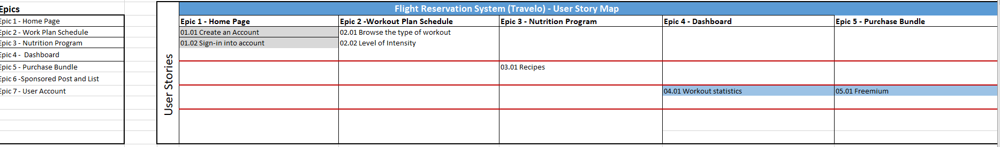 Epics
Epic 1 - Home Page
Epic 2 - Work Plan Schedule
Epic 3 - Nutrition Program
Epic 4 -  Dashboard
Epic 5 - Purchase Bundle
Epic 6 -Sponsored Post and List
Epic 7 - User Account
User Stories
Flight Reservation System (Travelo) - User Story Map
Epic 1 - Home Page
Epic 2 -Workout Plan Schedule
Epic 3 - Nutrition Program
Epic 4 - Dashboard
Epic 5 - Purchase Bundle
01.01 Create an Account
02.01 Browse the type of workout
01.02 Sign-in into account
02.02 Level of Intensity
03.01 Recipes
04.01 Workout statistics
05.01 Freemium